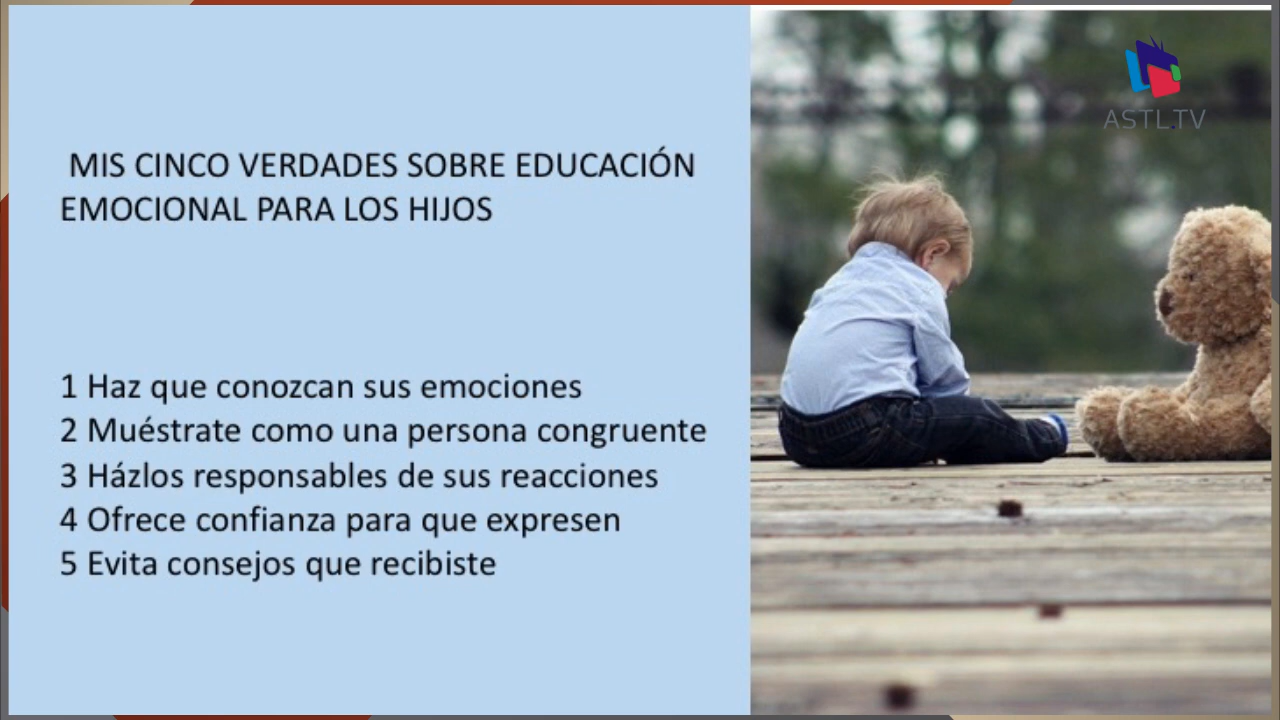 MIS CINCO VERDADES SOBRE EDUCACIÓN
EMOCIONAL PARA LOS HIJOS
1 Haz que conozcan sus emociones
2 Muéstrate como una persona congruente
3 Házlos responsables de sus reacciones
4 Ofrece confianza para que expresen
5 Evita consejos que recibiste
ASTL.TV